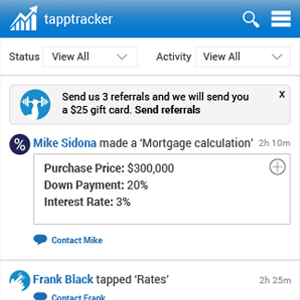 tapptracker
Status View All Activity View All
Send us 3 referrals and we will send you x
a $25 gift card. Send referrals
% Mike Sidona made a ‘Mortgage calculation’ 2h 10m
Purchase Price: $300,000
Down Payment: 20%
Interest Rate: 3%
Contact Mike
Frank Black tapped ‘Rates’ 2h 25m
Contact Frank